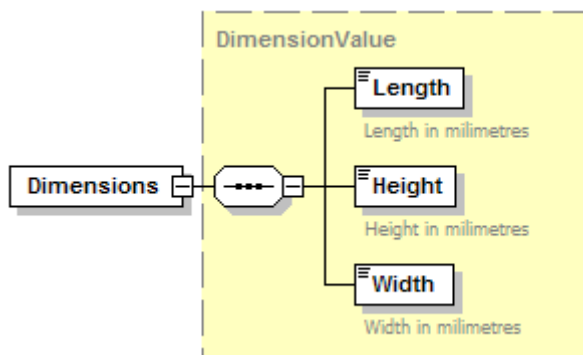 DimensionValue
Length
Length in milimetres
Dimensions
Height
Height in milimetres
Width
Width in milimetres